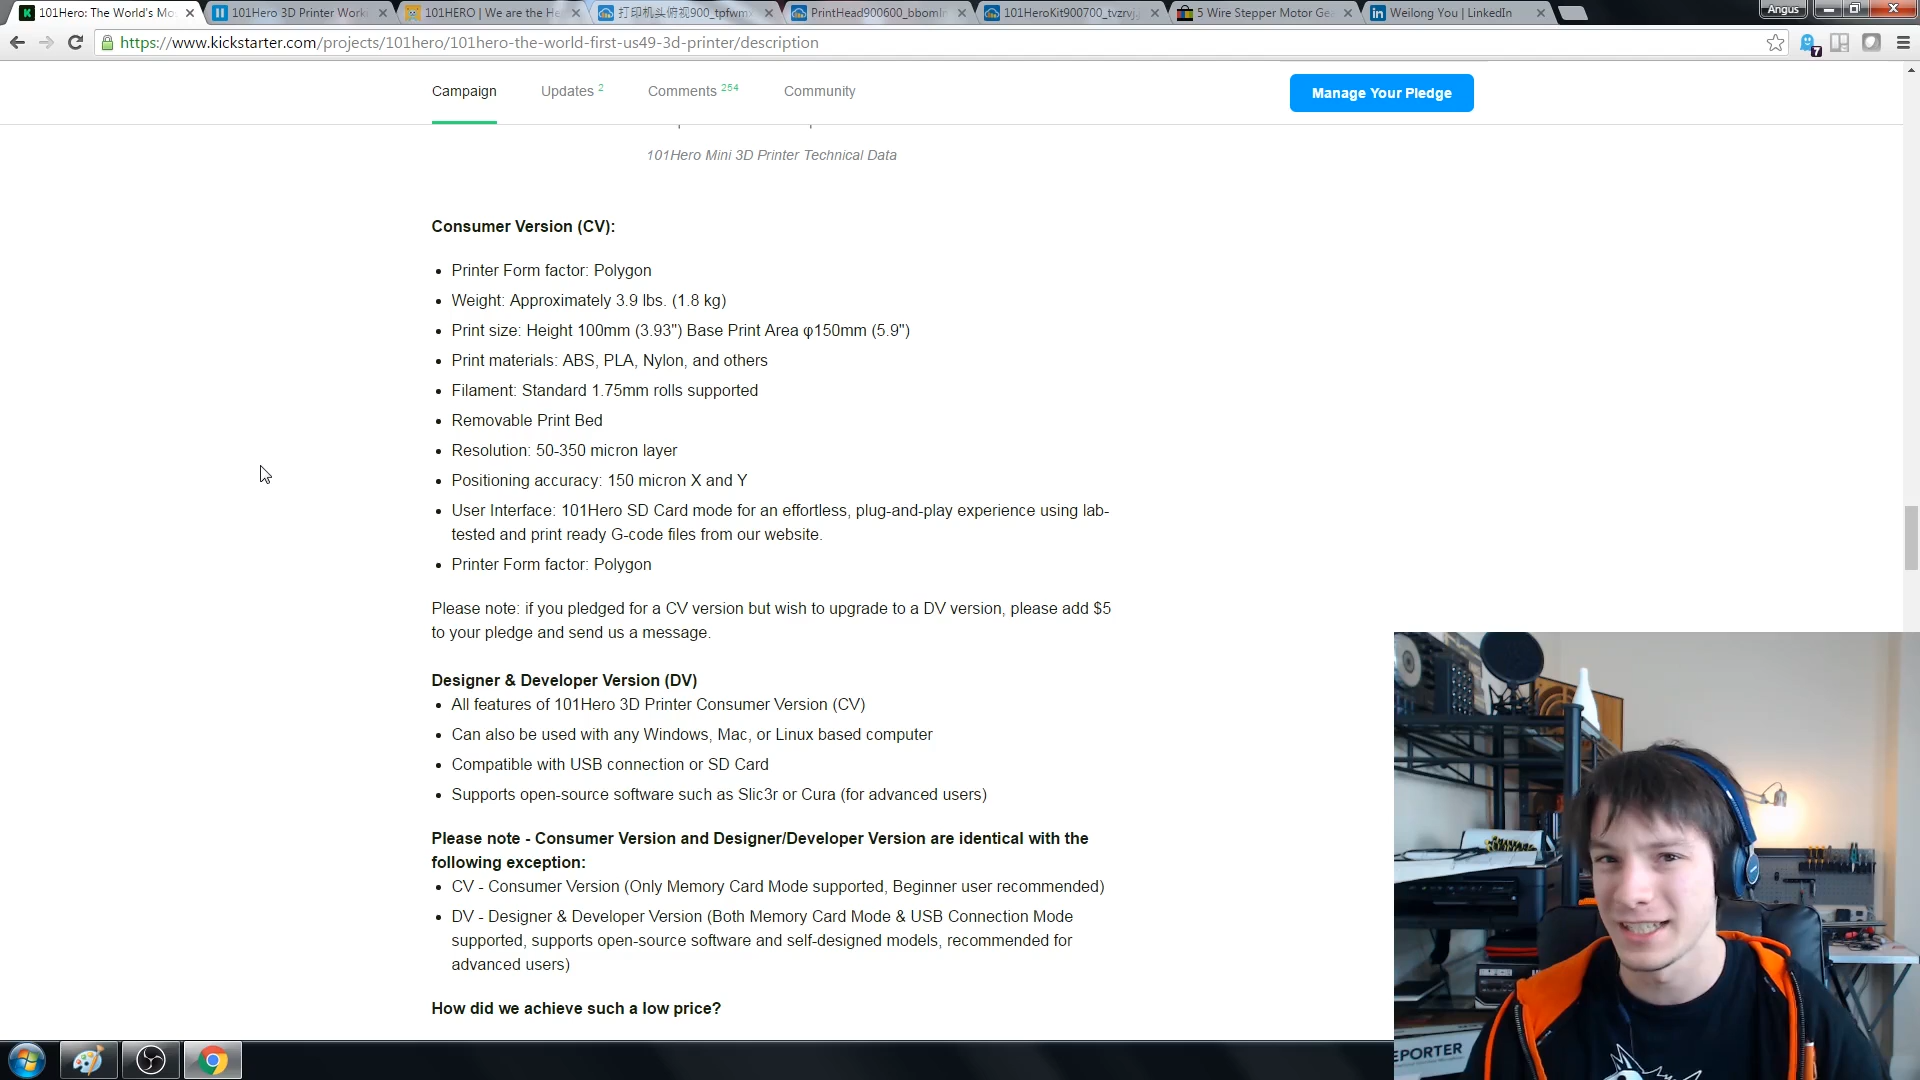 101Hero: The World's Mo
101Hero 3D Printer Work
101HERO | We are the He
打印机头俯视900_tpfwm
PrintHead900600_bbomIr
101HeroKit900700_tvzrvj.
5 Wire Stepper Motor Ge
Weilong You | LinkedIn
Angus
https://www.kickstarter.com/projects/101hero/101hero-the-world-first-us49-3d-printer/description
7
Campaign
Updates 2
Comments 254
Community
Manage Your Pledge
101Hero Mini 3D Printer Technical Data
Consumer Version (CV):
• Printer Form factor: Polygon
• Weight: Approximately 3.9 lbs. (1.8 kg)
• Print size: Height 100mm (3.93") Base Print Area φ150mm (5.9")
• Print materials: ABS, PLA, Nylon, and others
• Filament: Standard 1.75mm rolls supported
• Removable Print Bed
• Resolution: 50-350 micron layer
• Positioning accuracy: 150 micron X and Y
• User Interface: 101Hero SD Card mode for an effortless, plug-and-play experience using lab-
tested and print ready G-code files from our website.
• Printer Form factor: Polygon
Please note: if you pledged for a CV version but wish to upgrade to a DV version, please add $5
to your pledge and send us a message.
Designer & Developer Version (DV)
• All features of 101Hero 3D Printer Consumer Version (CV)
• Can also be used with any Windows, Mac, or Linux based computer
• Compatible with USB connection or SD Card
• Supports open-source software such as Slic3r or Cura (for advanced users)
Please note - Consumer Version and Designer/Developer Version are identical with the
following exception:
• CV - Consumer Version (Only Memory Card Mode supported, Beginner user recommended)
• DV - Designer & Developer Version (Both Memory Card Mode & USB Connection Mode
supported, supports open-source software and self-designed models, recommended for
advanced users)
How did we achieve such a low price?
EPORTER